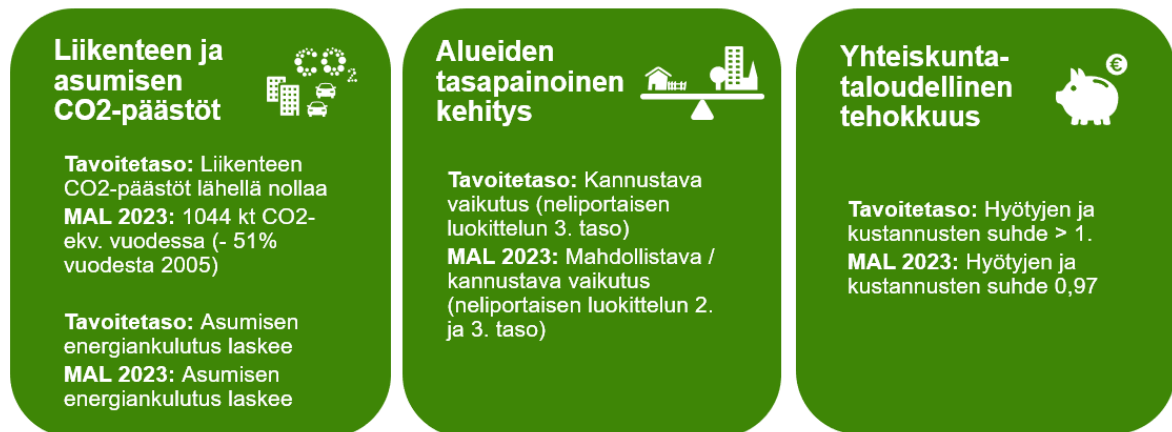 Liikenteen ja
asumisen
CO2-päästöt
CO2
Tavoitetaso: Liikenteen
CO2-päästöt lähellä nollaa
MAL 2023: 1044 kt CO2-
ekv. vuodessa (- 51%
vuodesta 2005)
Tavoitetaso: Asumisen
energiankulutus laskee
MAL 2023: Asumisen
energiankulutus laskee
Alueiden
tasapainoinen
kehitys
Tavoitetaso: Kannustava
vaikutus (neliportaisen
luokittelun 3. taso)
MAL 2023: Mahdollistava /
kannustava vaikutus
(neliportaisen luokittelun 2.
ja 3. taso)
Yhteiskunta-
taloudellinen
tehokkuus
€
Tavoitetaso: Hyötyjen ja
kustannusten suhde > 1.
MAL 2023: Hyötyjen ja
kustannusten suhde 0,97